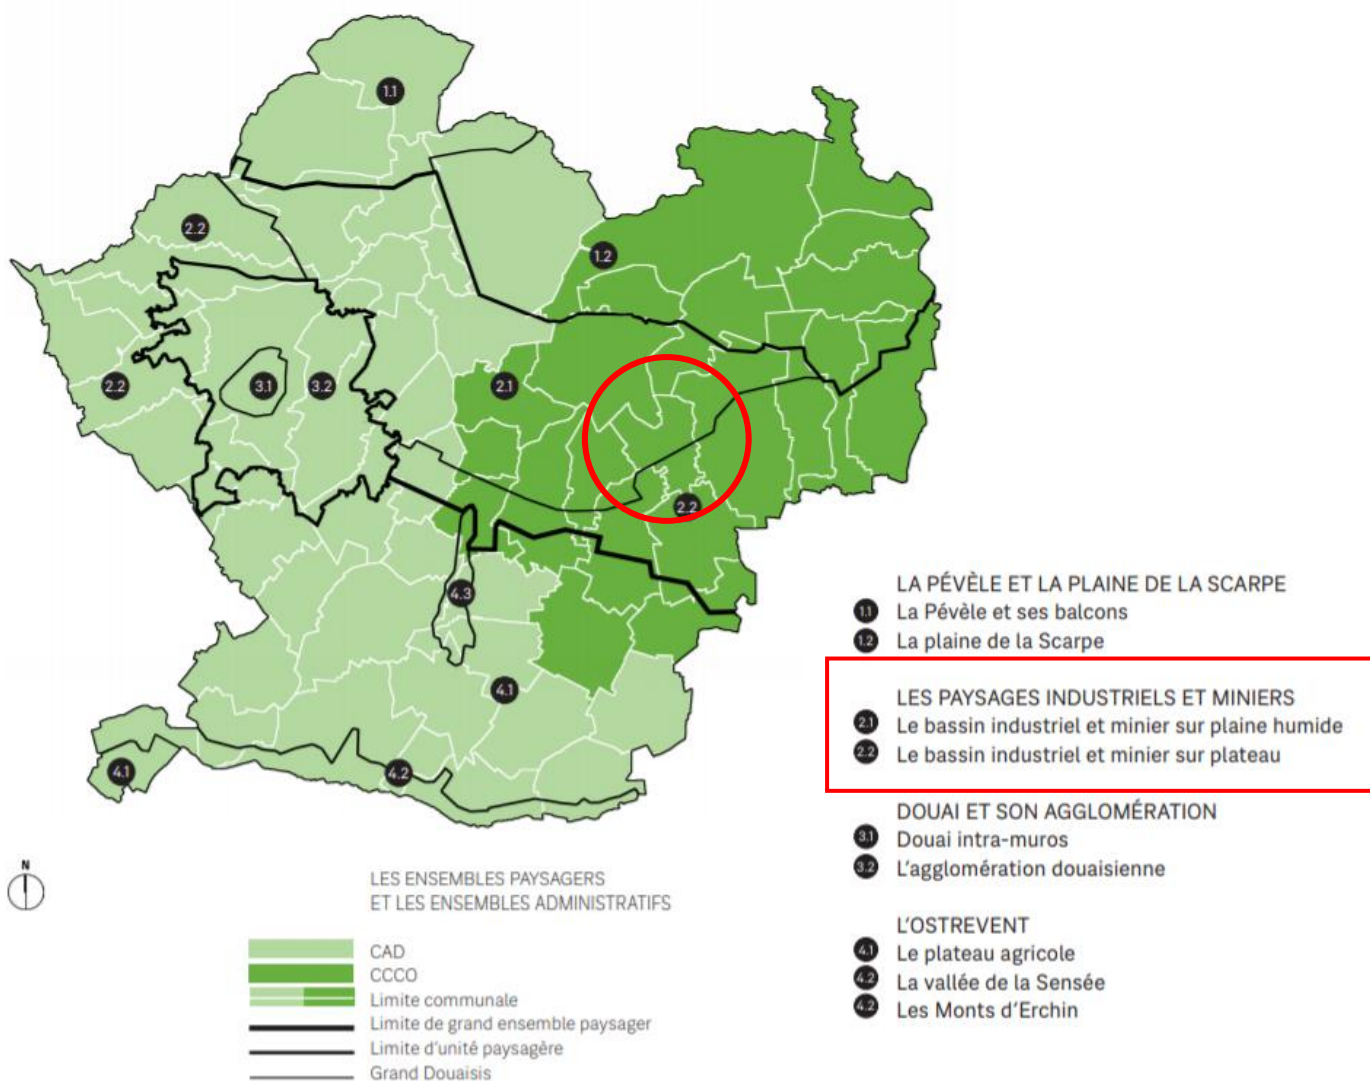 1.1
2.2
1.2
2.2
3.1
3.2
2.1
2.2
4.3
4.1
4.1
4.2
N
LA PÉVÈLE ET LA PLAINE DE LA SCARPE
1.1 La Pévèle et ses balcons
1.2 La plaine de la Scarpe
LES PAYSAGES INDUSTRIELS ET MINIERS
2.1 Le bassin industriel et minier sur plaine humide
2.2 Le bassin industriel et minier sur plateau
DOUAI ET SON AGGLOMÉRATION
3.1 Douai intra-muros
3.2 L'agglomération douaisienne
L'OSTREVENT
4.1 Le plateau agricole
4.2 La vallée de la Sensée
4.2 Les Monts d'Erchin
LES ENSEMBLES PAYSAGERS
ET LES ENSEMBLES ADMINISTRATIFS
CAD
CCCO
Limite communale
Limite de grand ensemble paysager
Limite d'unité paysagère
Grand Douaisis